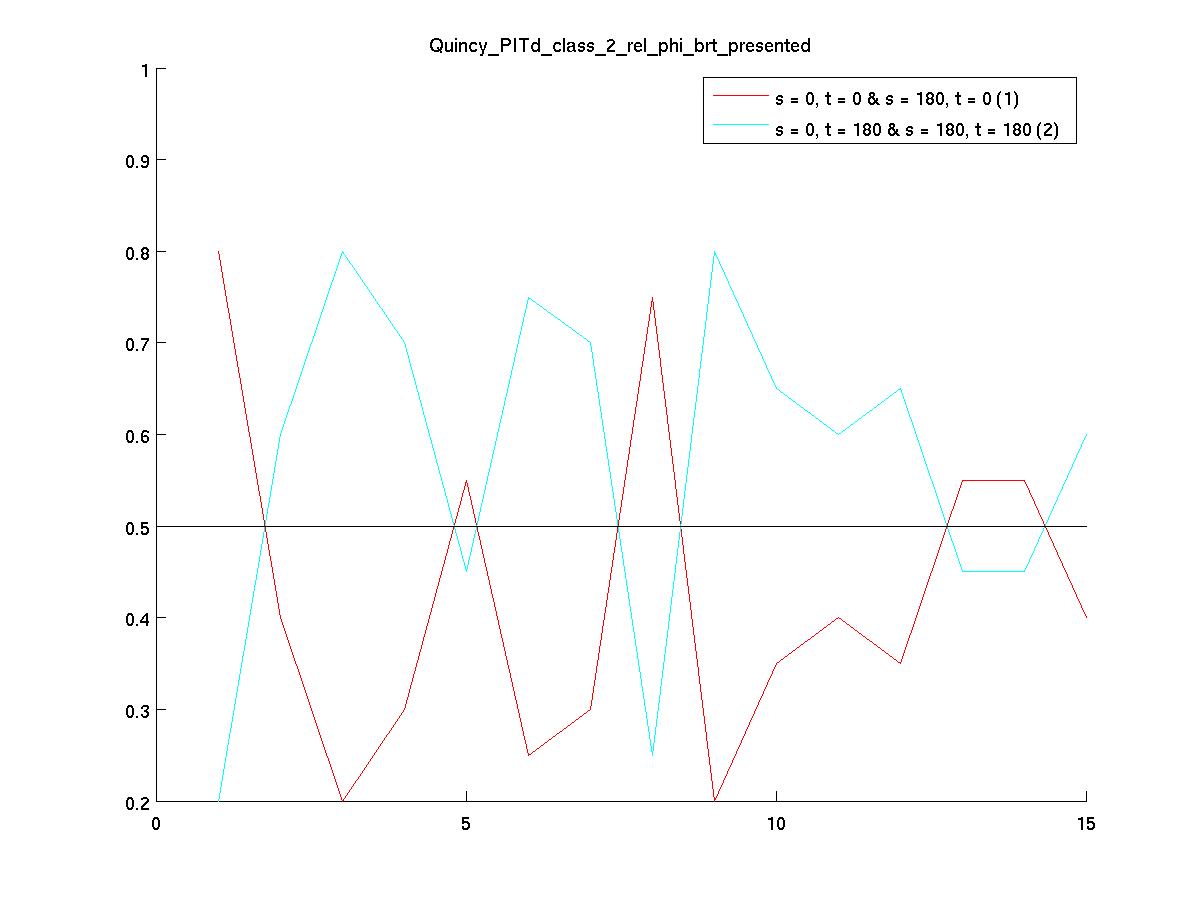 Quincy_PITd_class_2_rel_phi_brt_presented
s = 0, t = 0 & s = 180, t = 0 (1)
s = 0, t = 180 & s = 180, t = 180 (2)
1
0.9
0.8
0.7
0.6
0.5
0.4
0.3
0.2
0 5 10 15